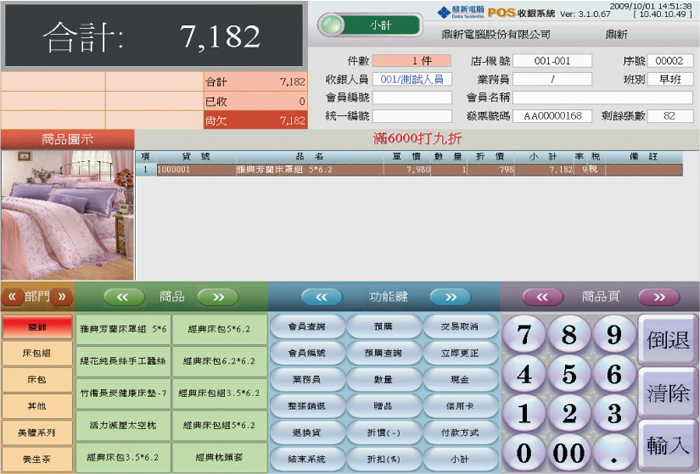 合計: 7,182
小計
鼎新電腦 Data Systems POS 收銀系統 Ver: 3.1.0.67
2009/10/01 14:51:38
[ 10.40.10.49 ]
鼎新電腦股份有限公司 鼎新
件數 1 件 店-機 號 001-001 序號 00002
收銀人員 001/測試人員 業務員 / 班別 早班
會員編號 會員名稱
統一編號 發票號碼 AA00000168 剩餘張數 82
合計 7,182
已收 0
尚欠 7,182
商品圖示
滿6000打九折
項 貨 號 品 名 單 價 數 量 折 價 小 計 率 稅 備 註
1 1000001 雅典芳蘭床罩組 5*6.2 7,980 1 798 7,182 9 稅
« 部門 »
« 商品 »
« 功能鍵 »
« 商品頁 »
寢飾
床包組
床包
其他
美體系列
養生茶
雅典芳蘭床罩組 5*6
經典床包5*6.2
緹花純長絲手工蠶絲
經典床包6.2*6.2
竹備長炭健康床墊-7
經典床包組3.5*6.2
活力減壓太空枕
經典床包組5*6.2
經典床包3.5*6.2
經典枕頭套
會員查詢 預購 交易取消
會員編號 預購查詢 立即更正
業務員 數量 現金
整張銷退 贈品 信用卡
退換貨 折價(-) 付款方式
結束系統 折扣(%) 小計
7 8 9 倒退
4 5 6 清除
1 2 3 輸入
0 00 .